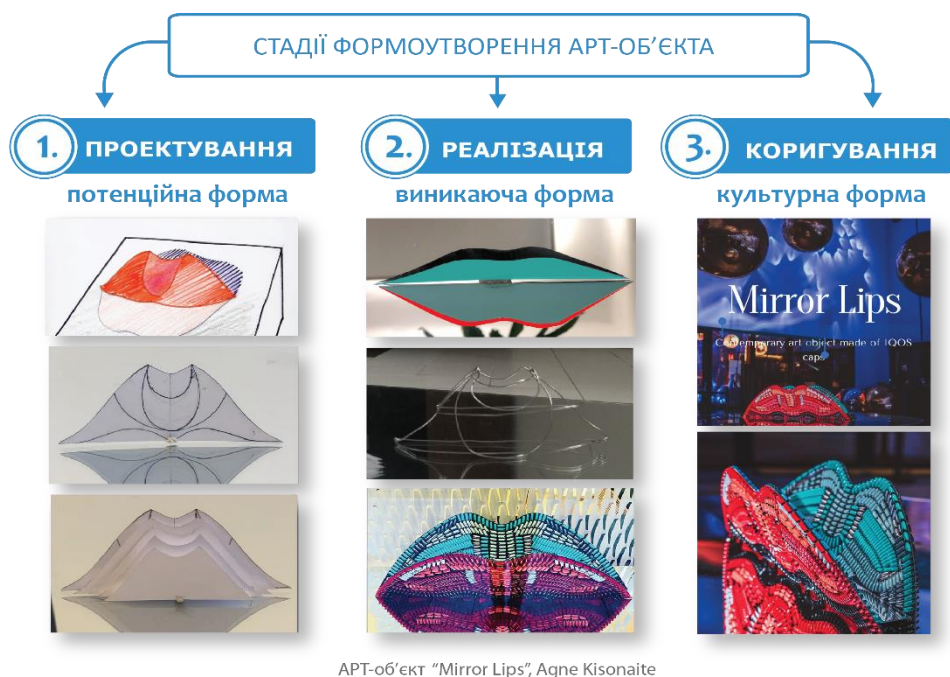 СТАДІЇ ФОРМОУТВОРЕННЯ АРТ-ОБ’ЄКТА
1. ПРОЕКТУВАННЯ
потенційна форма
2. РЕАЛІЗАЦІЯ
виникаюча форма
3. КОРИГУВАННЯ
культурна форма
Mirror Lips
Contemporary art object made of IQOS
caps.
АРТ-об’єкт “Mirror Lips”, Agne Kisonaite